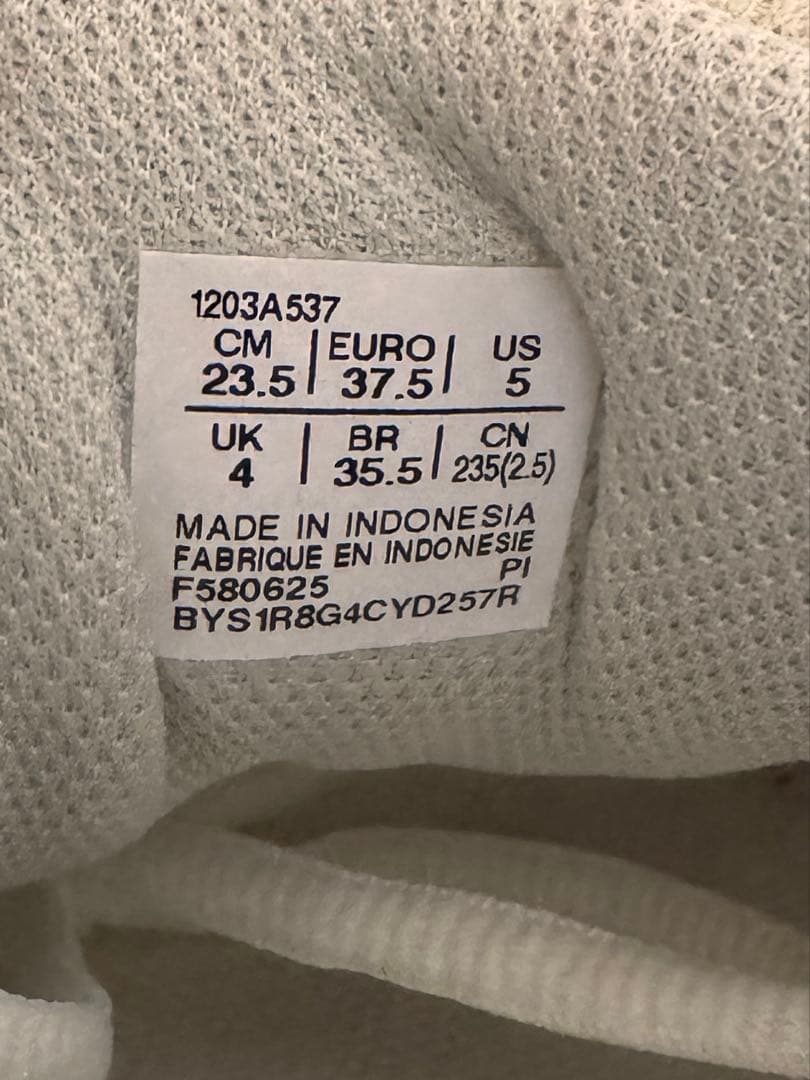 1203A537
CM | EURO | US
23.5 | 37.5 | 5
UK | BR | CN
4 | 35.5 | 235(2.5)
MADE IN INDONESIA
FABRIQUE EN INDONESIE
F580625 PI
BYS1R8G4CYD257R